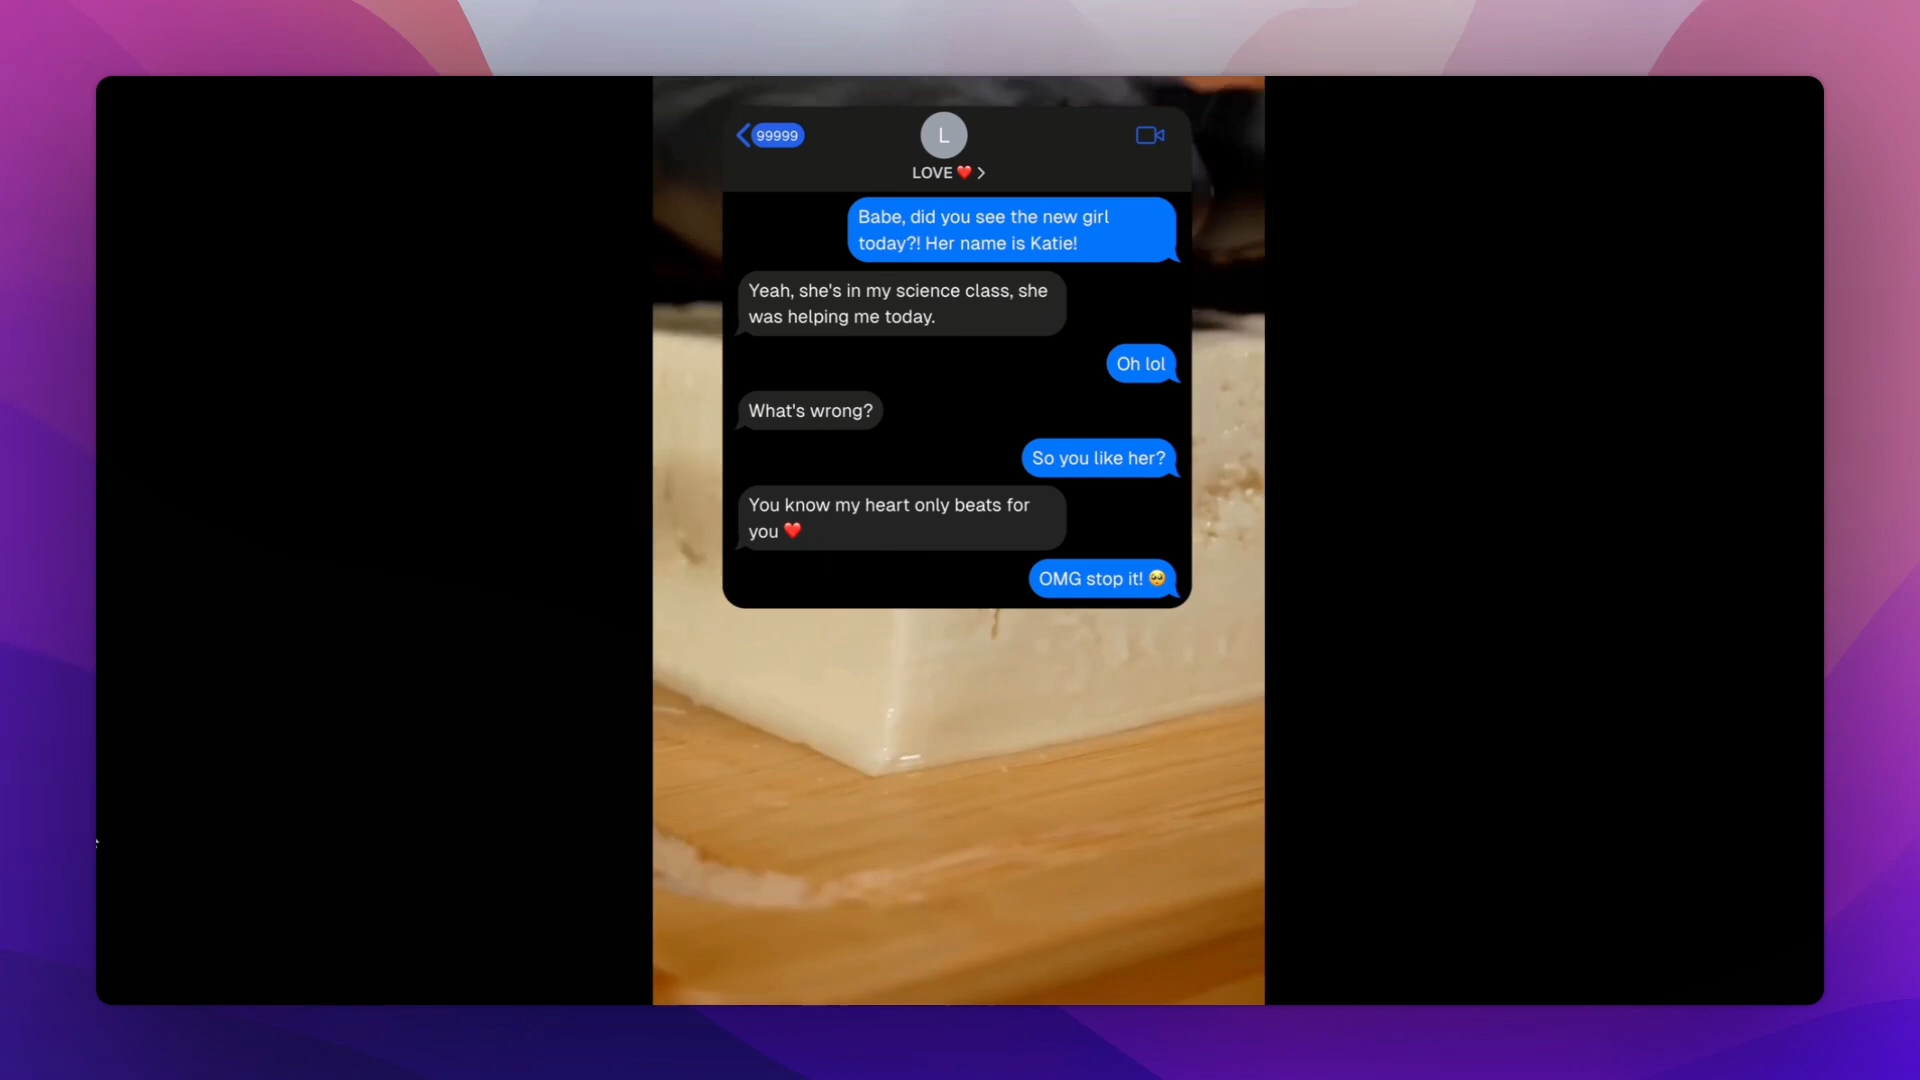 99999
L
LOVE ❤️ >
Babe, did you see the new girl
today?! Her name is Katie!
Yeah, she's in my science class, she
was helping me today.
Oh lol
What's wrong?
So you like her?
You know my heart only beats for
you ❤️
OMG stop it! 🥺